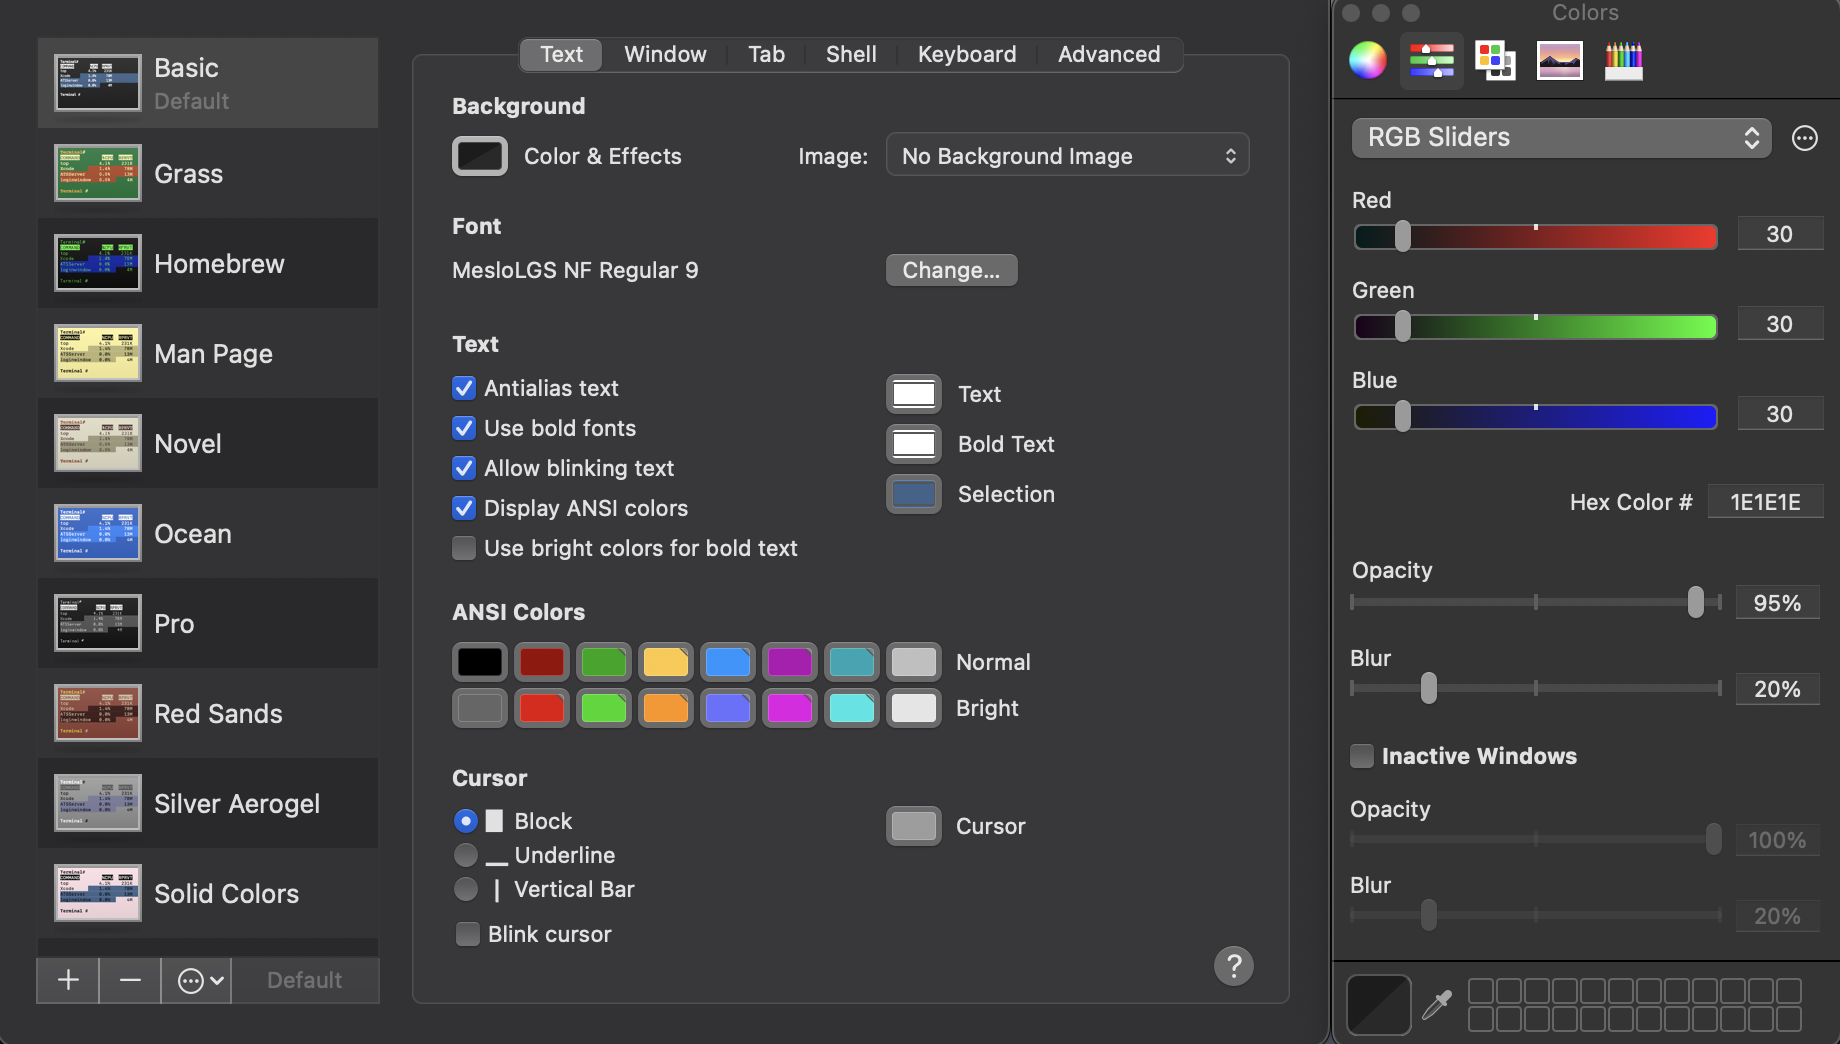 Basic
Default
Grass
Homebrew
Man Page
Novel
Ocean
Pro
Red Sands
Silver Aerogel
Solid Colors
Default
Text Window Tab Shell Keyboard Advanced
Background
Color & Effects Image: No Background Image
Font
MesloLGS NF Regular 9 Change...
Text
Antialias text
Use bold fonts
Allow blinking text
Display ANSI colors
Use bright colors for bold text
Text
Bold Text
Selection
ANSI Colors
Normal
Bright
Cursor
Block
Underline
Vertical Bar
Blink cursor
Cursor
?
Colors
RGB Sliders
Red
30
Green
30
Blue
30
Hex Color # 1E1E1E
Opacity
95%
Blur
20%
Inactive Windows
Opacity
100%
Blur
20%